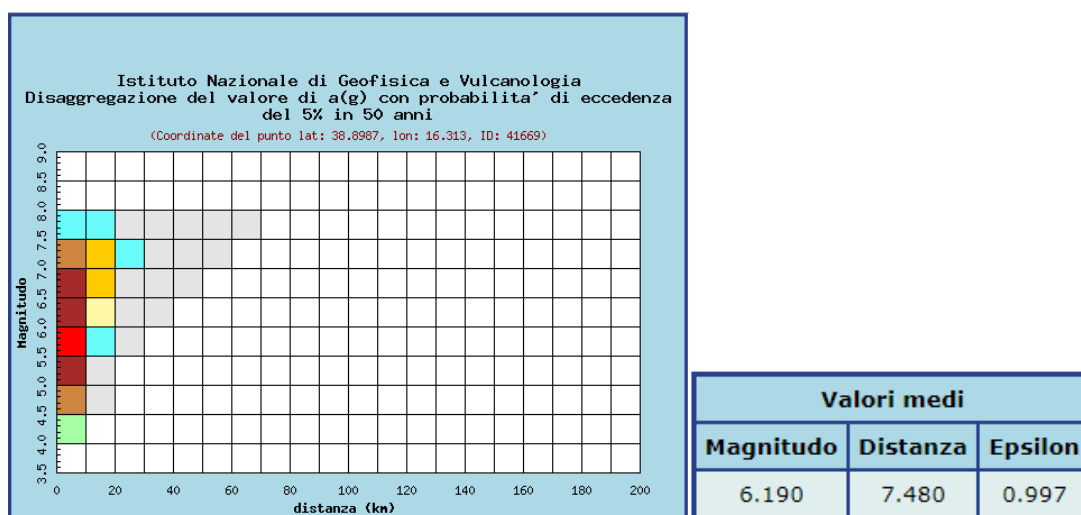 Istituto Nazionale di Geofisica e Vulcanologia
Disaggregazione del valore di a(g) con probabilita' di eccedenza
del 5% in 50 anni
(Coordinate del punto lat: 38.8987, lon: 16.313, ID: 41669)
Magnitudo
9.0
8.5
8.0
7.5
7.0
6.5
6.0
5.5
5.0
4.5
4.0
3.5
0 20 40 60 80 100 120 140 160 180 200
distanza (km)
Valori medi
Magnitudo Distanza Epsilon
6.190 7.480 0.997